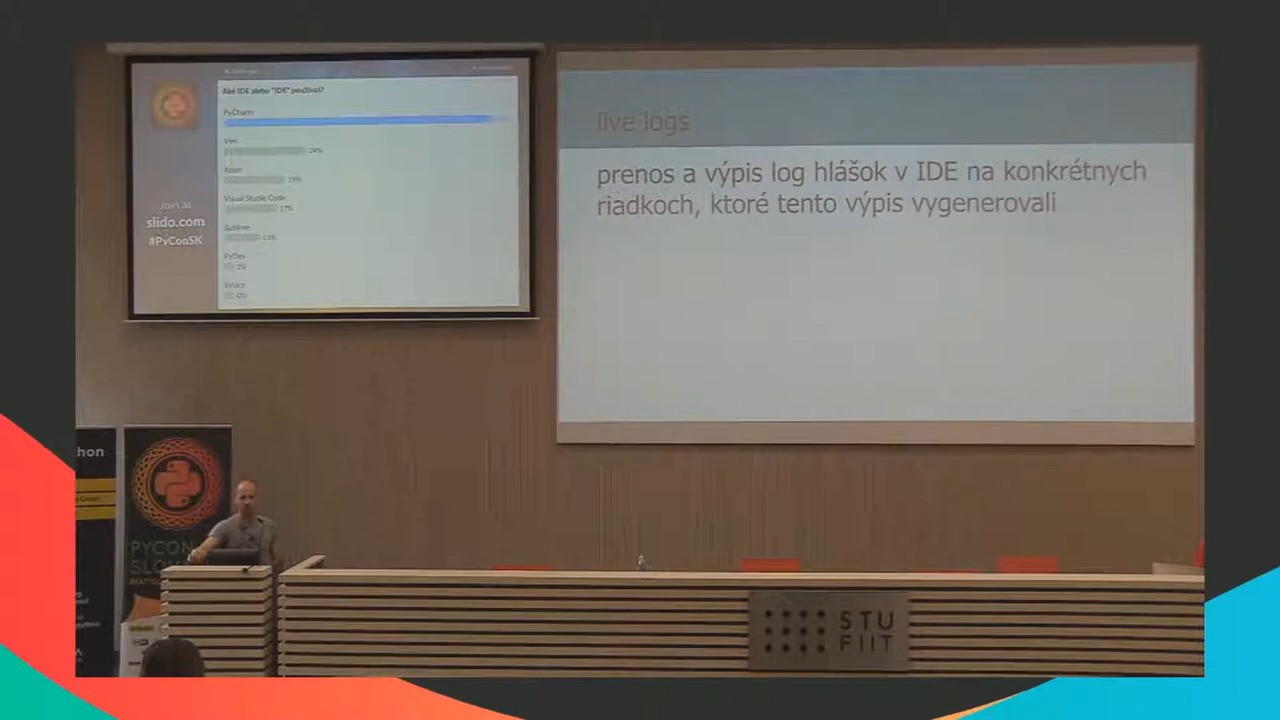 Aké IDE alebo "IDE" používaš?
PyCharm
Vim
24%
Atom
19%
Visual Studio Code
17%
Sublime
PyDev
Emacs
Join at
slido.com
#PyConSK
live logs
prenos a výpis log hlášok v IDE na konkrétnych
riadkoch, ktoré tento výpis vygenerovali
PYCON
STU
FIIT